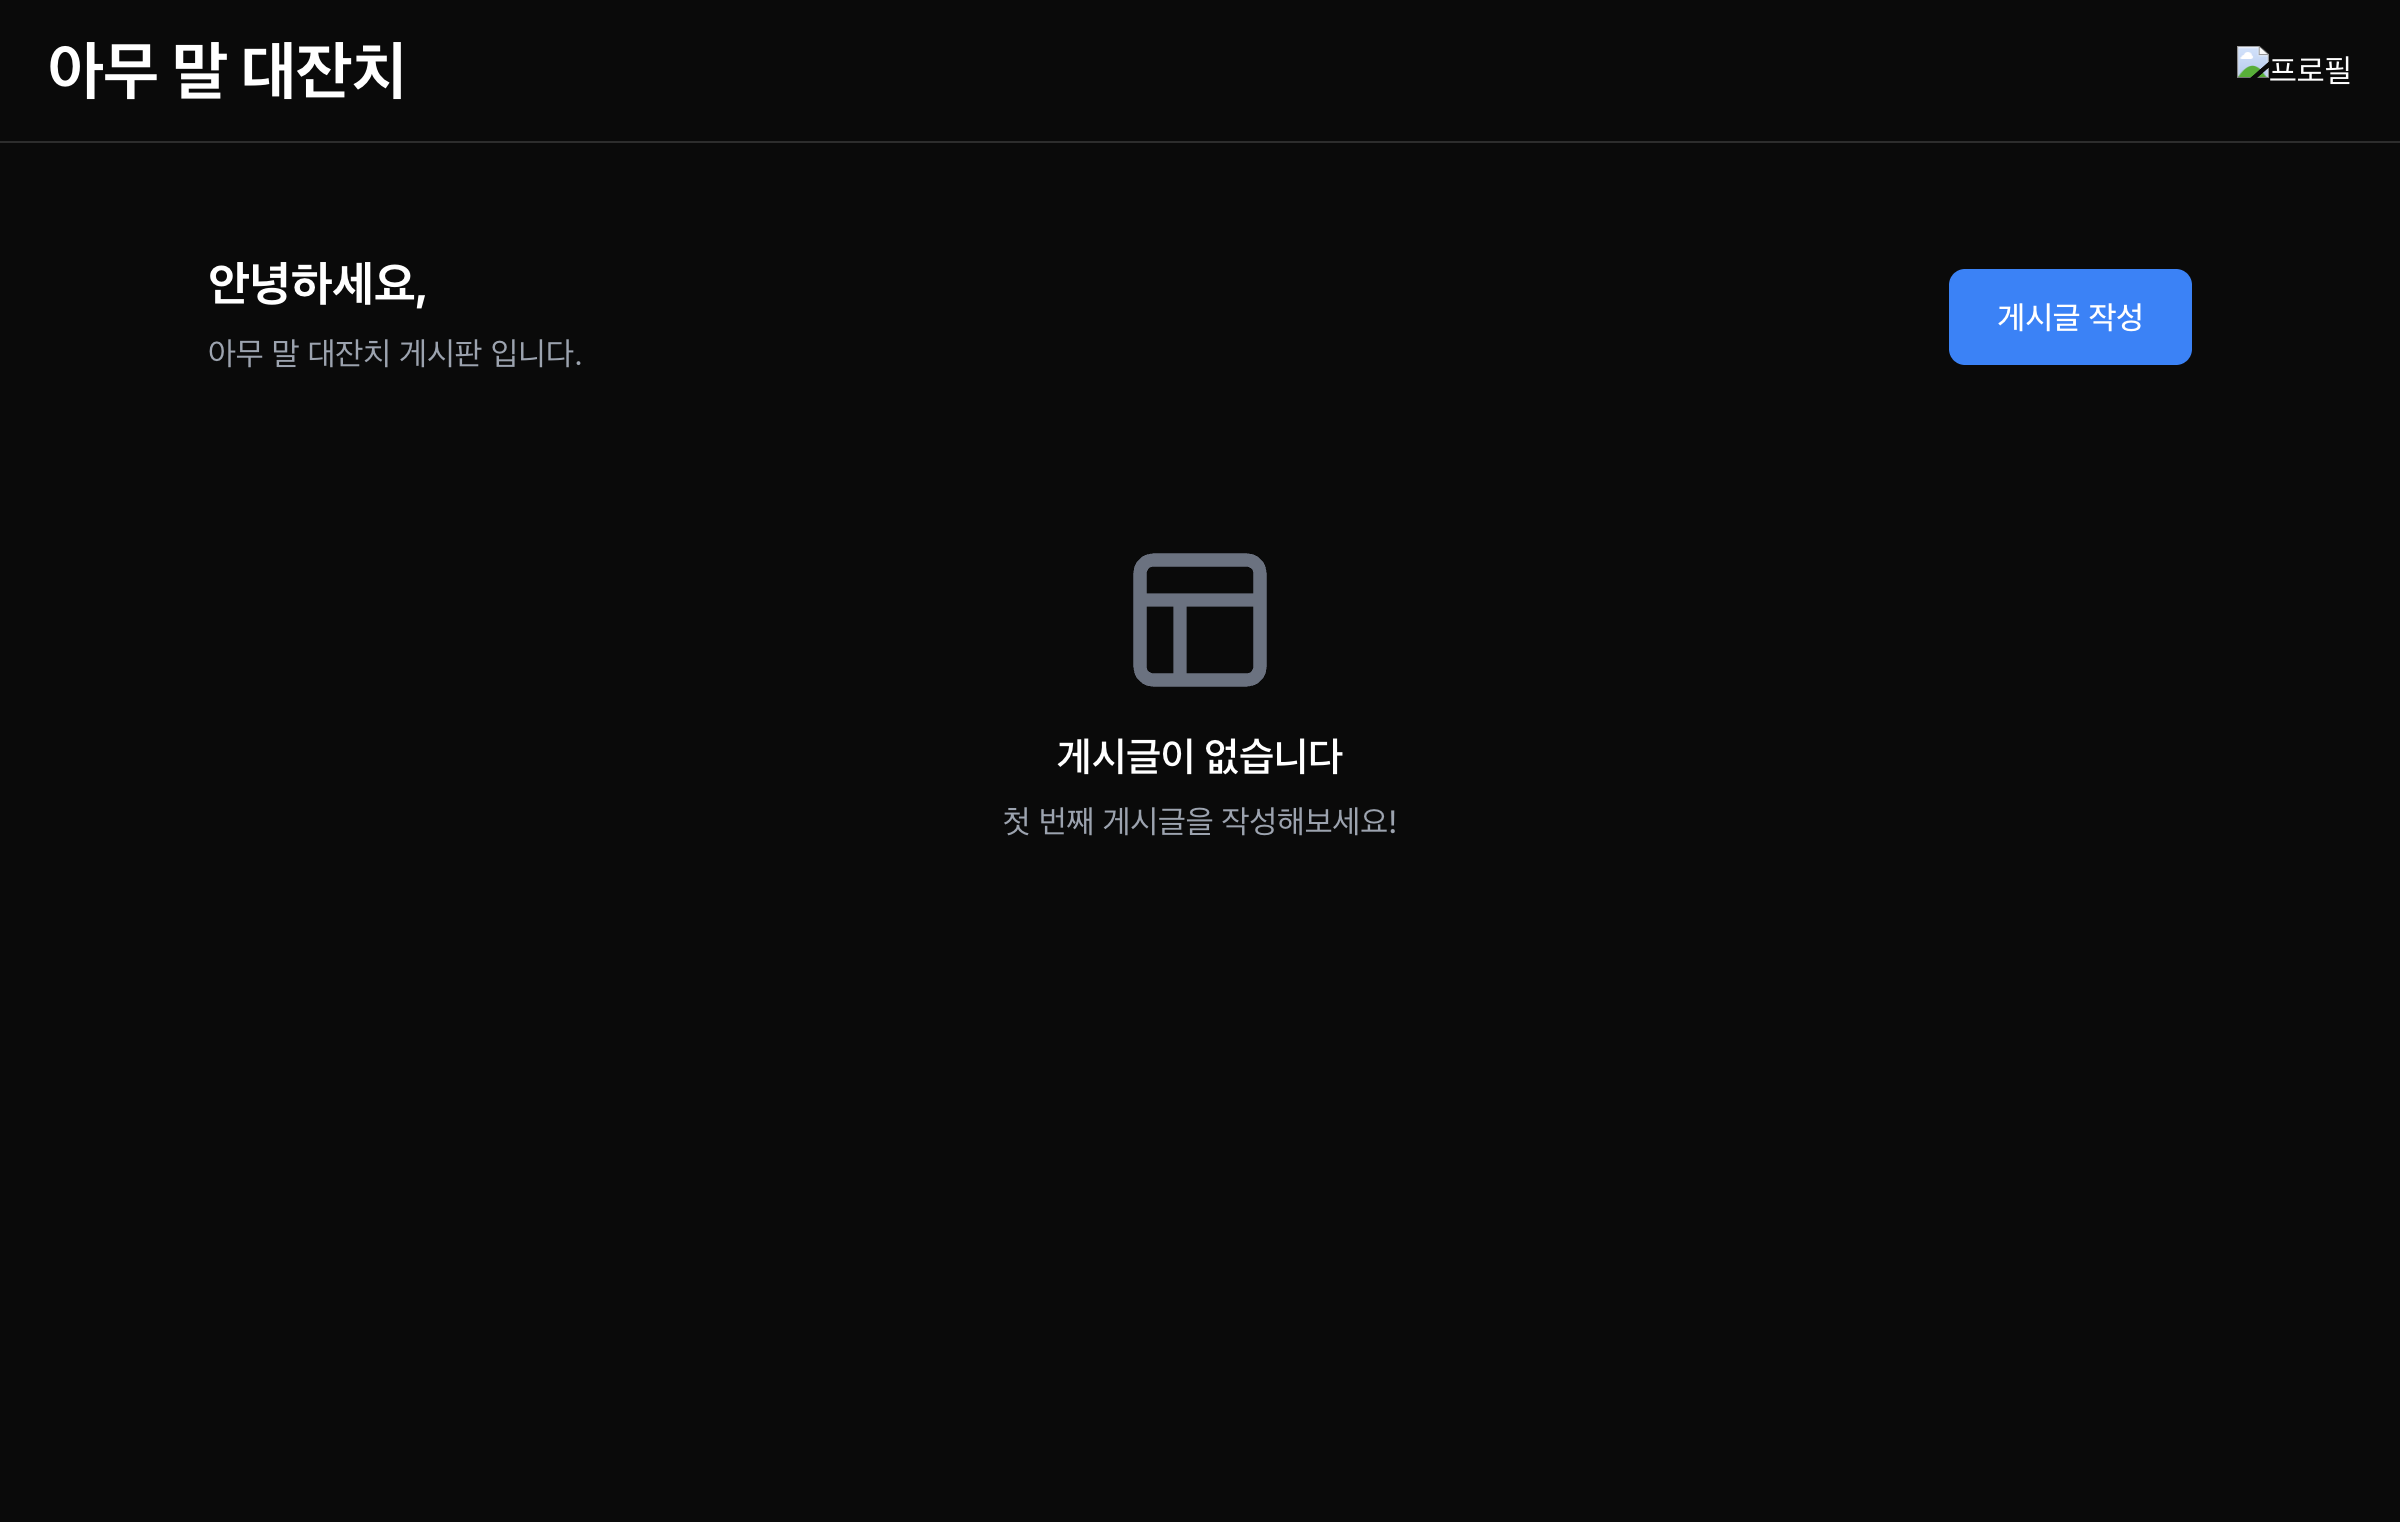 아무 말 대잔치
프로필
안녕하세요,
아무 말 대잔치 게시판 입니다.
게시글 작성
게시글이 없습니다
첫 번째 게시글을 작성해보세요!